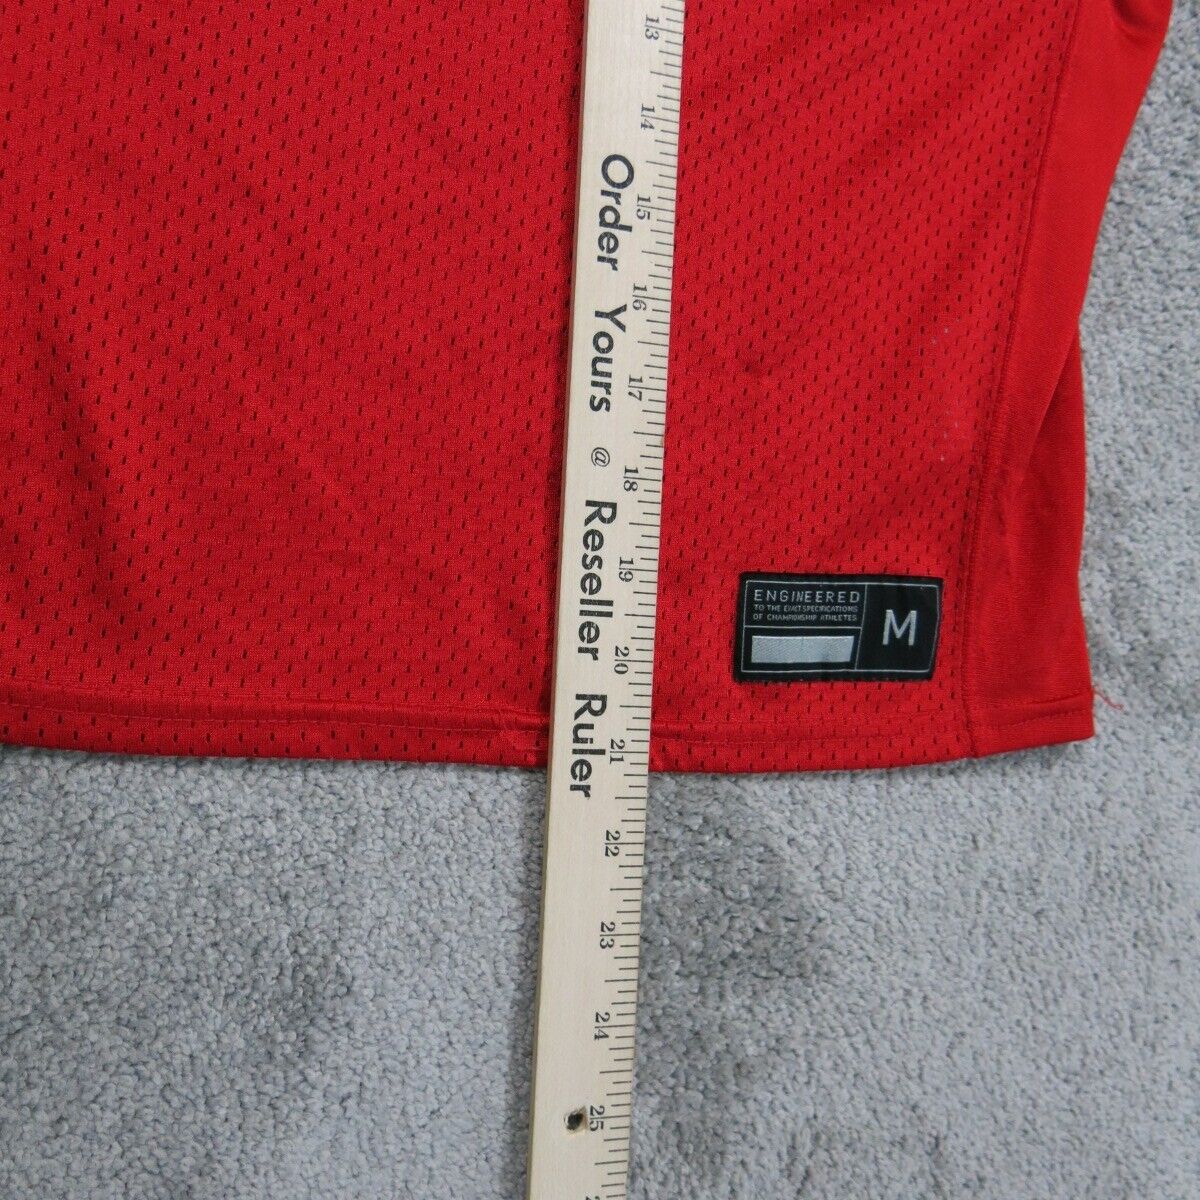 13
14
15
16
17
18
19
20
21
22
23
24
25
Order Yours @ Reseller Ruler
ENGINEERED
TO THE EXACT SPECIFICATIONS
OF CHAMPIONSHIP ATHLETES
M